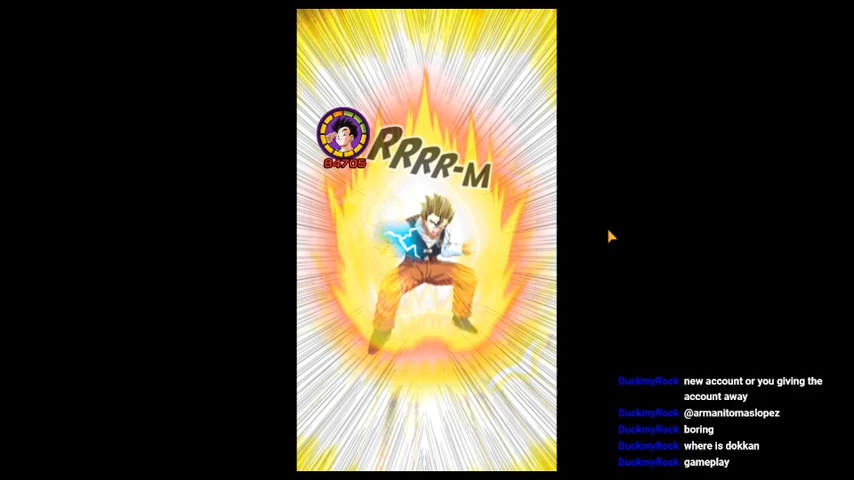 RRRR-M
94705
DuckmyRock new account or you giving the
account away
DuckmyRock @armanitomaslopez
DuckmyRock boring
DuckmyRock where is dokkan
DuckmyRock gameplay